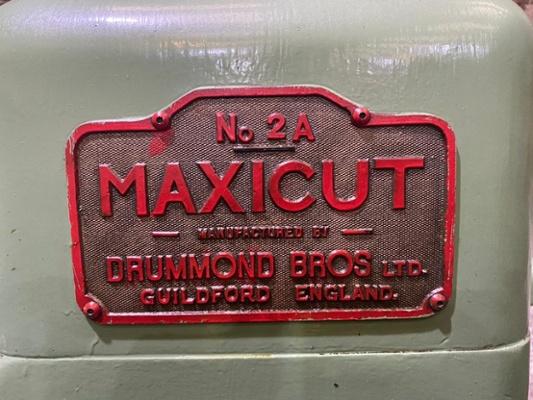 No 2A
MAXICUT
MANUFACTURED BY
DRUMMOND BROS LTD.
GUILDFORD ENGLAND.